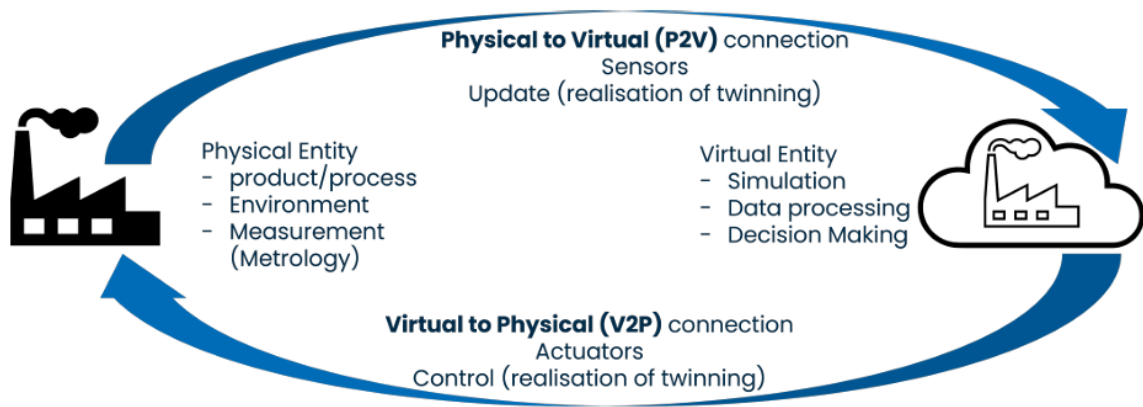 Physical to Virtual (P2V) connection
Sensors
Update (realisation of twinning)
Physical Entity
- product/process
- Environment
- Measurement
(Metrology)
Virtual Entity
- Simulation
- Data processing
- Decision Making
Virtual to Physical (V2P) connection
Actuators
Control (realisation of twinning)